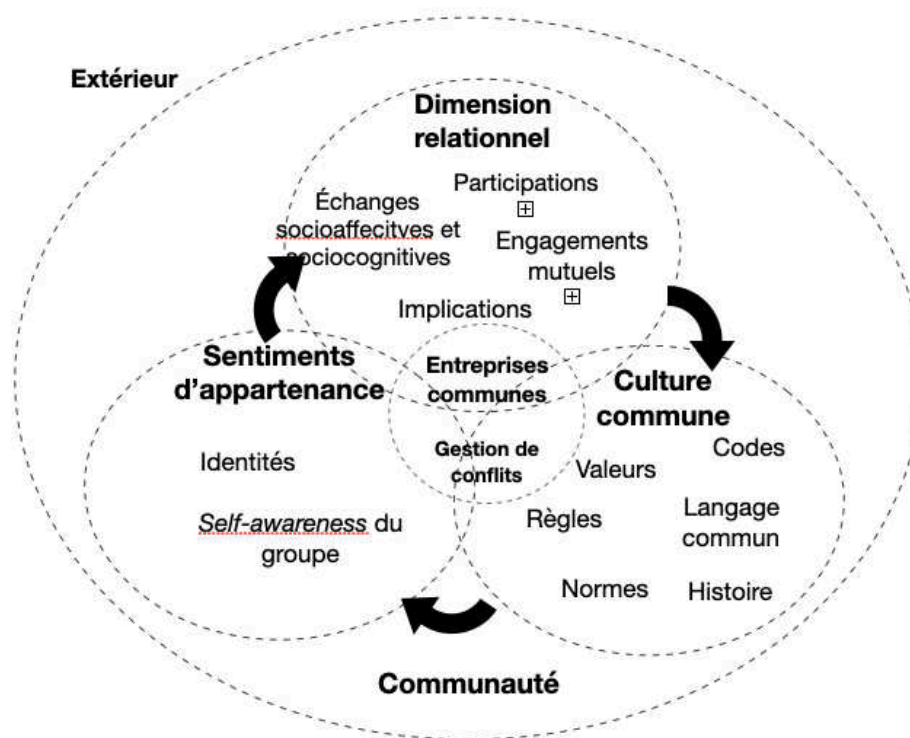 Extérieur
Dimension
relationnel
Participations
Échanges
socioaffecitves et
sociocognitives
Engagements
mutuels
Implications
Sentiments
d'appartenance
Entreprises
communes
Culture
commune
Gestion de
conflits
Identités
Self-awareness du
groupe
Codes
Valeurs
Règles
Langage
commun
Normes
Histoire
Communauté